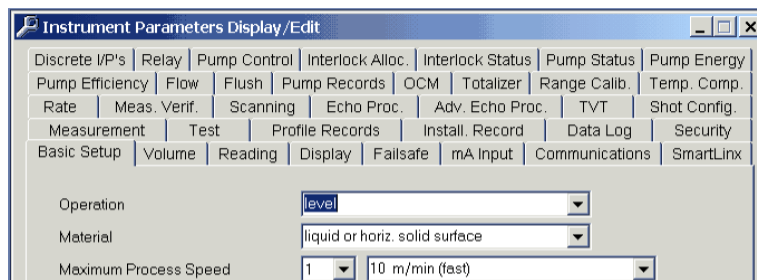 Instrument Parameters Display/Edit
Discrete I/P's Relay Pump Control Interlock Alloc. Interlock Status Pump Status Pump Energy
Pump Efficiency Flow Flush Pump Records OCM Totalizer Range Calib. Temp. Comp.
Rate Meas. Verif. Scanning Echo Proc. Adv. Echo Proc. TVT Shot Config.
Measurement Test Profile Records Install. Record Data Log Security
Basic Setup Volume Reading Display Failsafe mA Input Communications SmartLinx
Operation level
Material liquid or horiz. solid surface
Maximum Process Speed 1 10 m/min (fast)